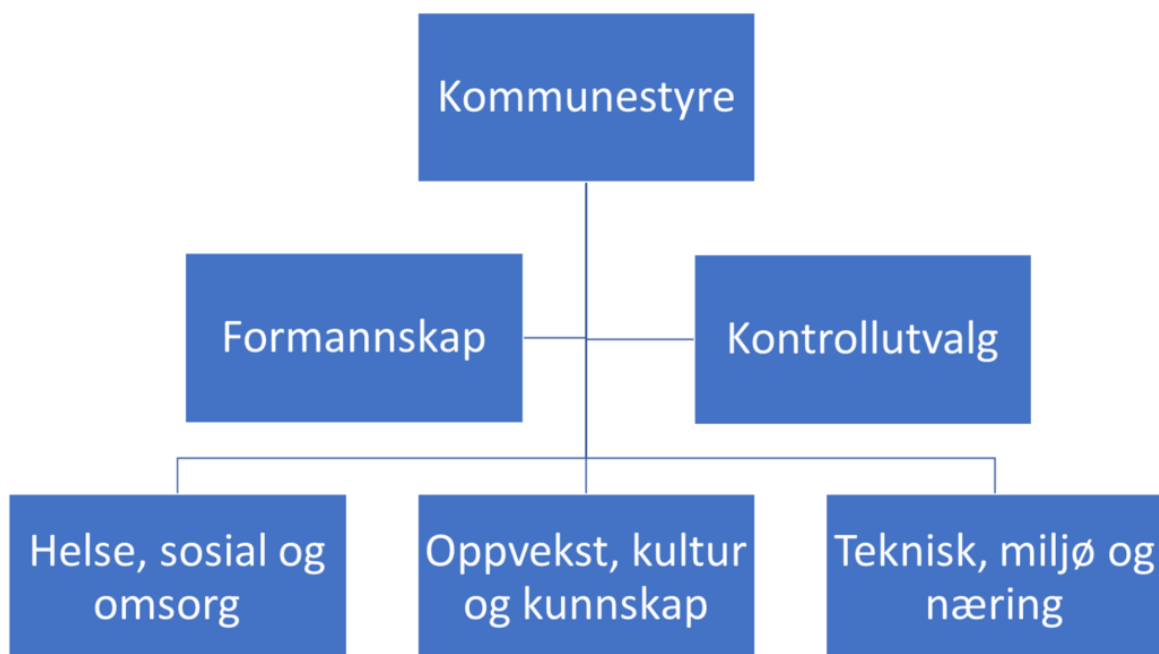 Kommunestyre
Formannskap
Kontrollutvalg
Helse, sosial og
omsorg
Oppvekst, kultur
og kunnskap
Teknisk, miljø og
næring